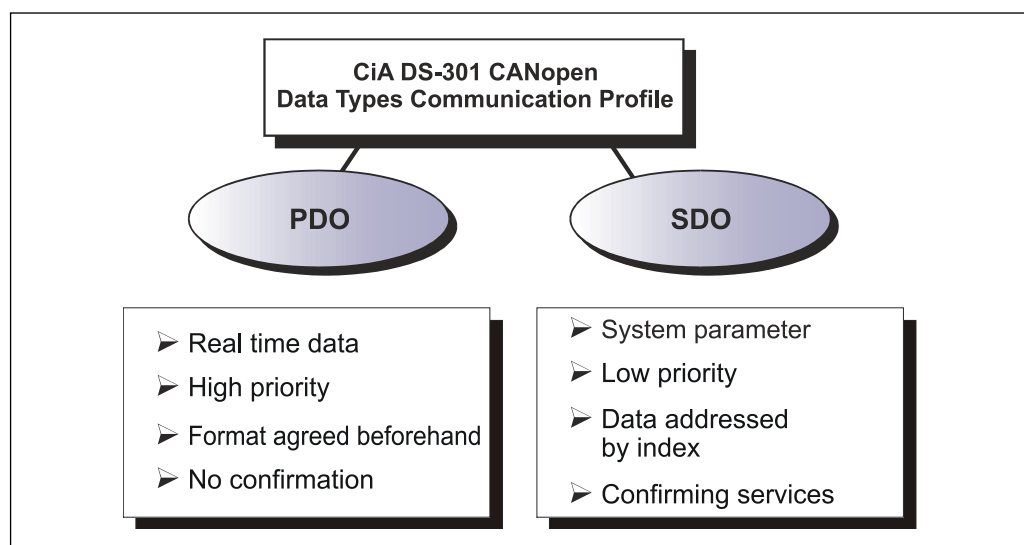 CiA DS-301 CANopen
Data Types Communication Profile
PDO
SDO
Real time data
High priority
Format agreed beforehand
No confirmation
System parameter
Low priority
Data addressed
by index
Confirming services